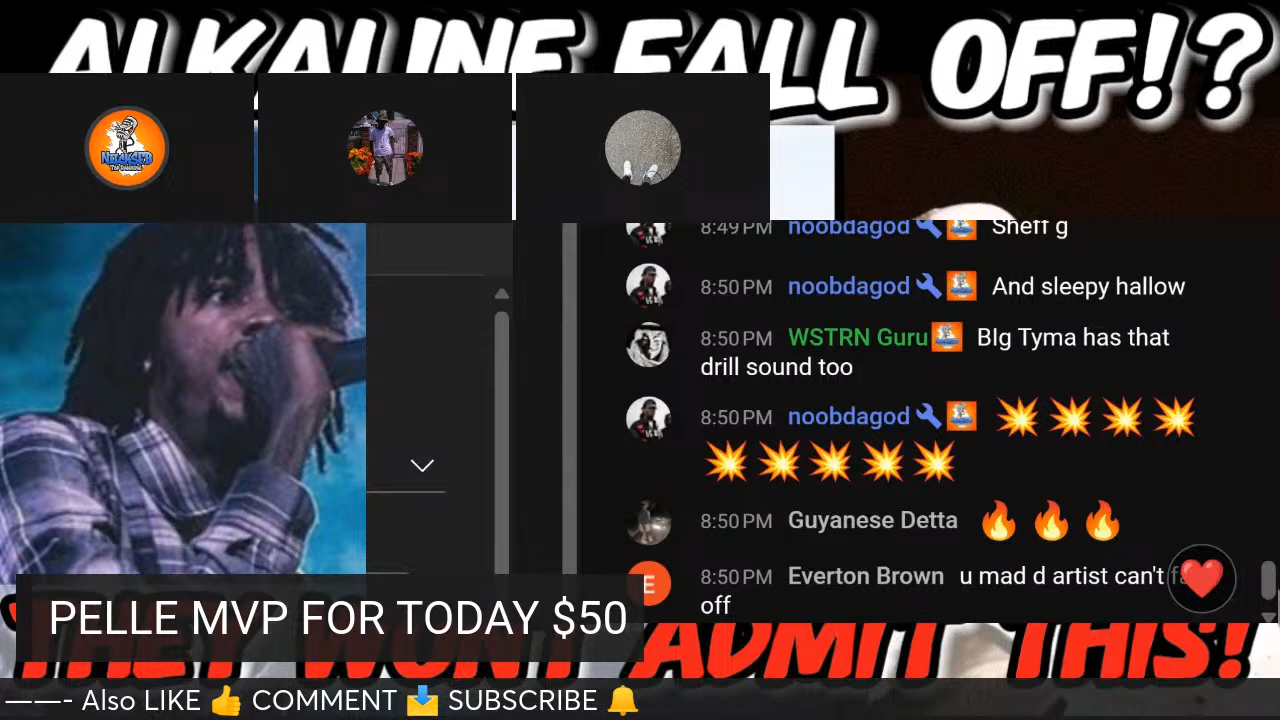 ALKALINE FALL OFF!?
8:49 PM noobdagod Sheff g
8:50 PM noobdagod And sleepy hallow
8:50 PM WSTRN Guru BIg Tyma has that
drill sound too
8:50 PM noobdagod 💥💥💥💥
💥💥💥💥💥
8:50 PM Guyanese Detta 🔥🔥🔥
E
8:50 PM Everton Brown u mad d artist can't
off
PELLE MVP FOR TODAY $50
THEY WONT ADMIT THIS!
——- Also LIKE 👍 COMMENT 📩 SUBSCRIBE 🔔